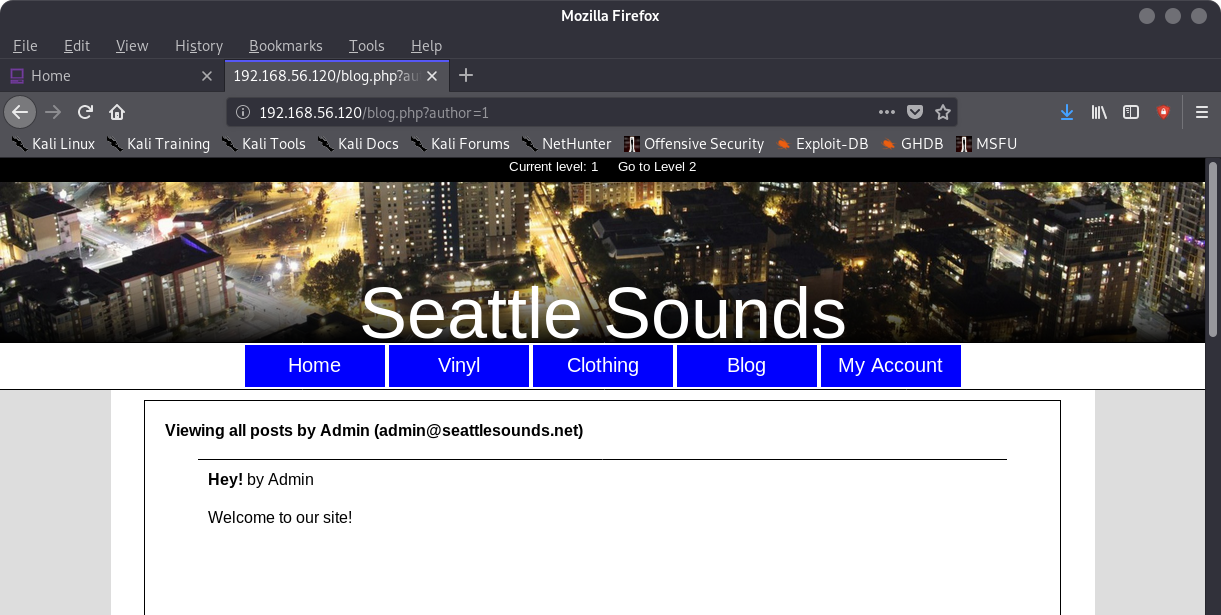 Mozilla Firefox
File Edit View History Bookmarks Tools Help
Home 192.168.56.120/blog.php?au
192.168.56.120/blog.php?author=1
Kali Linux Kali Training Kali Tools Kali Docs Kali Forums NetHunter Offensive Security Exploit-DB GHDB MSFU
Current level: 1 Go to Level 2
Seattle Sounds
Home Vinyl Clothing Blog My Account
Viewing all posts by Admin (admin@seattlesounds.net)
Hey! by Admin
Welcome to our site!